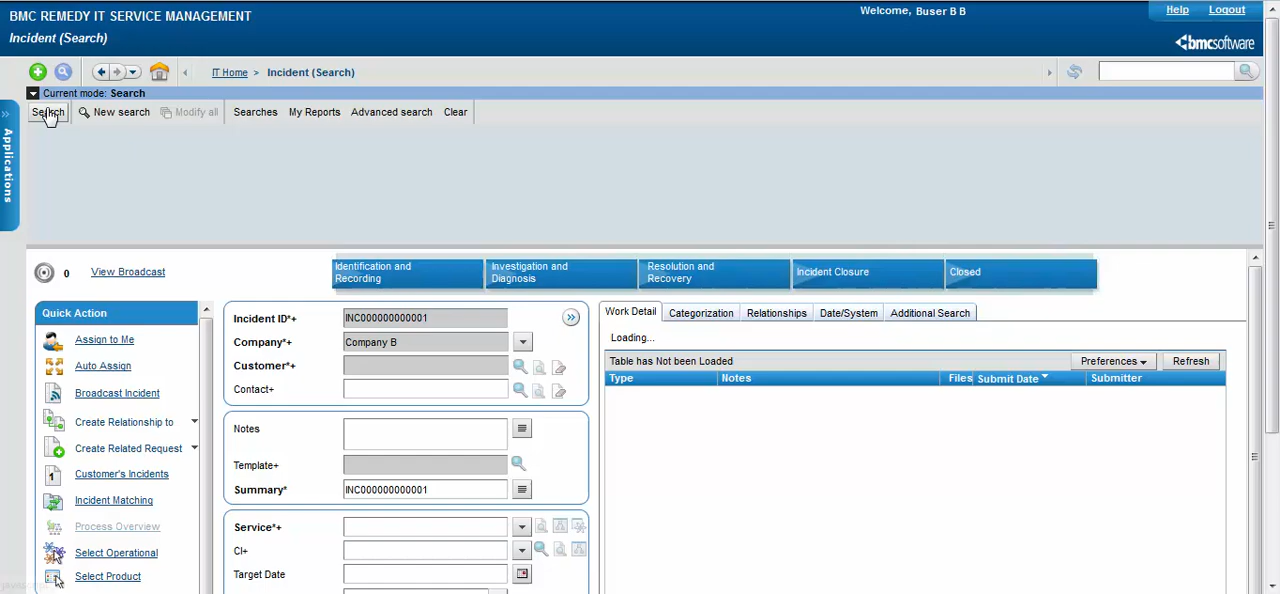 BMC REMEDY IT SERVICE MANAGEMENT
Welcome, Buser B B
Help Logout
Incident (Search)
bmcsoftware
IT Home > Incident (Search)
Current mode: Search
Search New search Modify all Searches My Reports Advanced search Clear
Applications
0 View Broadcast
Identification and Recording
Investigation and Diagnosis
Resolution and Recovery
Incident Closure
Closed
Quick Action
Assign to Me
Auto Assign
Broadcast Incident
Create Relationship to
Create Related Request
Customer's Incidents
Incident Matching
Process Overview
Select Operational
Select Product
Incident ID*+ INC000000000001
Company*+ Company B
Customer*+
Contact+
Notes
Template+
Summary* INC000000000001
Service*+
CI+
Target Date
Work Detail Categorization Relationships Date/System Additional Search
Loading...
Table has Not been Loaded Preferences Refresh
Type Notes Files Submit Date Submitter